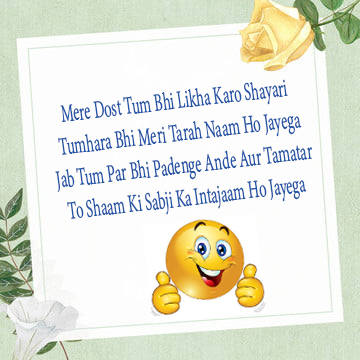 Mere Dost Tum Bhi Likha Karo Shayari
Tumhara Bhi Meri Tarah Naam Ho Jayega
Jab Tum Par Bhi Padenge Ande Aur Tamatar
To Shaam Ki Sabji Ka Intajaam Ho Jayega